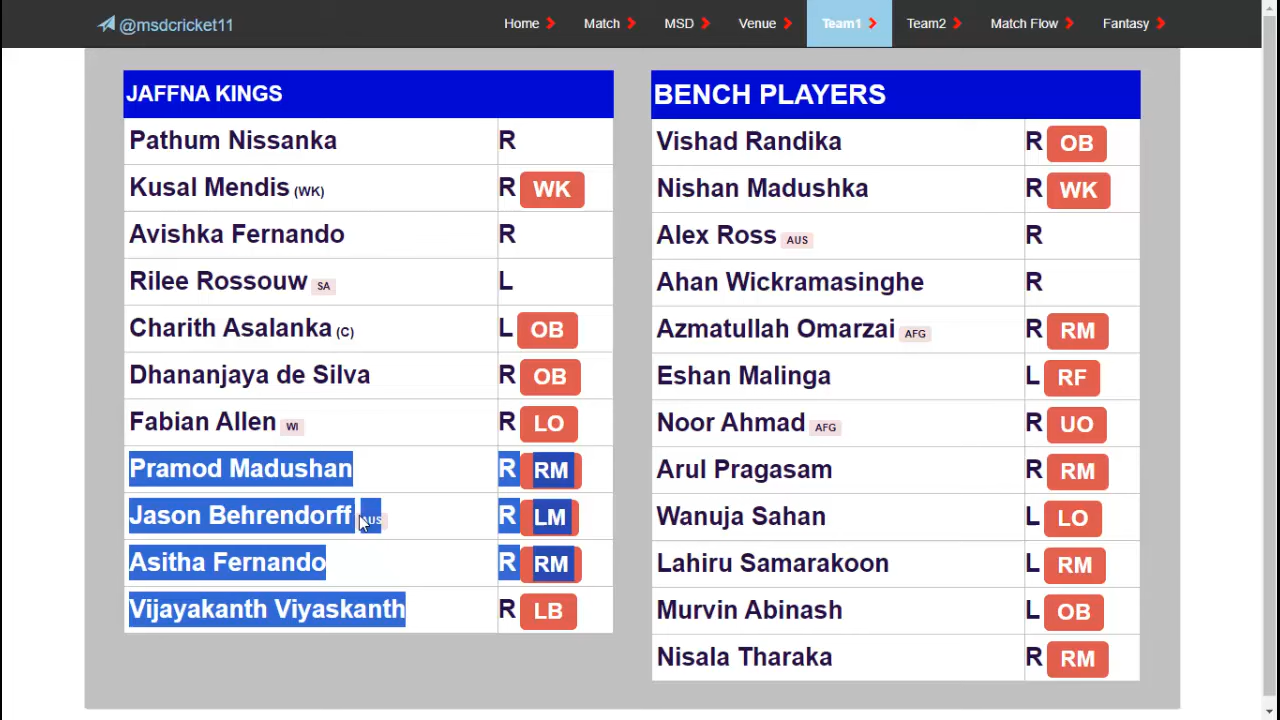 @msdcricket11 Home Match MSD Venue Team1 Team2 Match Flow Fantasy
JAFFNA KINGS
Pathum Nissanka R
Kusal Mendis (WK) R WK
Avishka Fernando R
Rilee Rossouw SA L
Charith Asalanka (C) L OB
Dhananjaya de Silva R OB
Fabian Allen WI R LO
Pramod Madushan R RM
Jason Behrendorff AUS R LM
Asitha Fernando R RM
Vijayakanth Viyaskanth R LB
BENCH PLAYERS
Vishad Randika R OB
Nishan Madushka R WK
Alex Ross AUS R
Ahan Wickramasinghe R
Azmatullah Omarzai AFG R RM
Eshan Malinga L RF
Noor Ahmad AFG R UO
Arul Pragasam R RM
Wanuja Sahan L LO
Lahiru Samarakoon L RM
Murvin Abinash L OB
Nisala Tharaka R RM